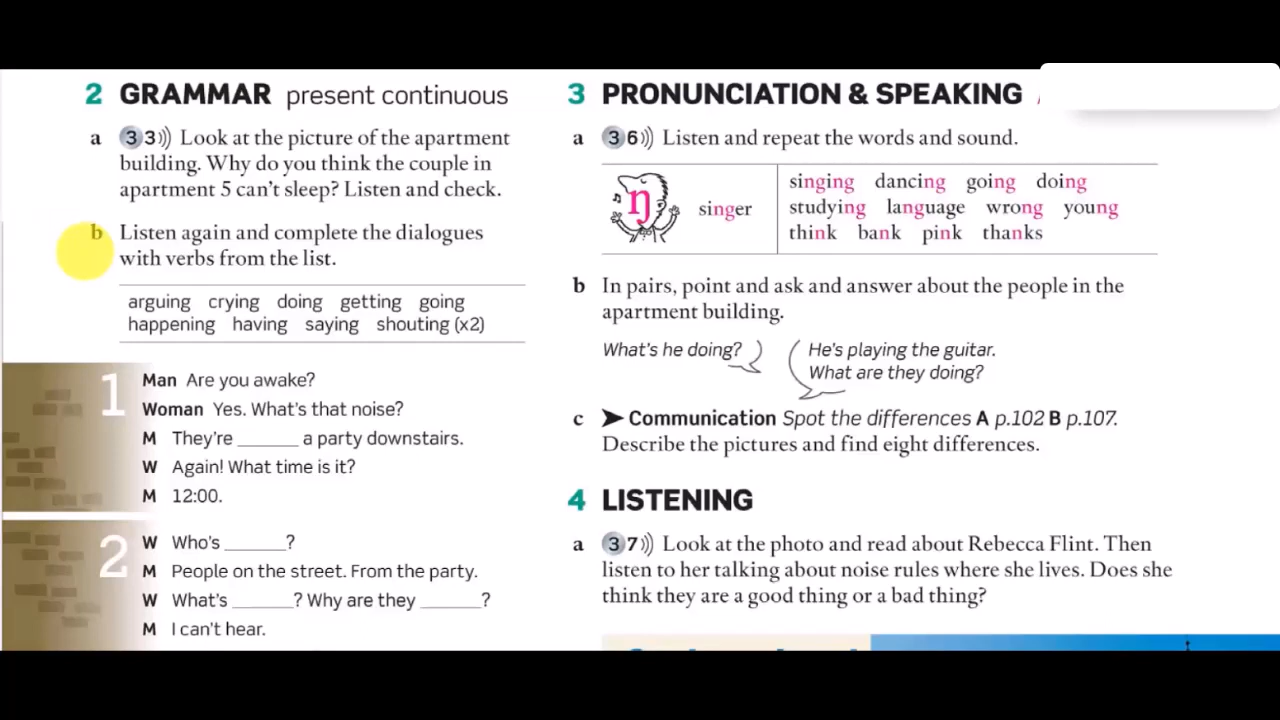 2 GRAMMAR present continuous
a 3 3))) Look at the picture of the apartment
building. Why do you think the couple in
apartment 5 can't sleep? Listen and check.
b Listen again and complete the dialogues
with verbs from the list.
arguing crying doing getting going
happening having saying shouting (x2)
1
Man Are you awake?
Woman Yes. What's that noise?
M They're ______ a party downstairs.
W Again! What time is it?
M 12:00.
2
W Who's ______?
M People on the street. From the party.
W What's ______? Why are they ______?
M I can't hear.
3 PRONUNCIATION & SPEAKING
a 3 6))) Listen and repeat the words and sound.
ŋ singer
singing dancing going doing
studying language wrong young
think bank pink thanks
b In pairs, point and ask and answer about the people in the
apartment building.
What's he doing?
He's playing the guitar.
What are they doing?
c ➤ Communication Spot the differences A p.102 B p.107.
Describe the pictures and find eight differences.
4 LISTENING
a 3 7))) Look at the photo and read about Rebecca Flint. Then
listen to her talking about noise rules where she lives. Does she
think they are a good thing or a bad thing?